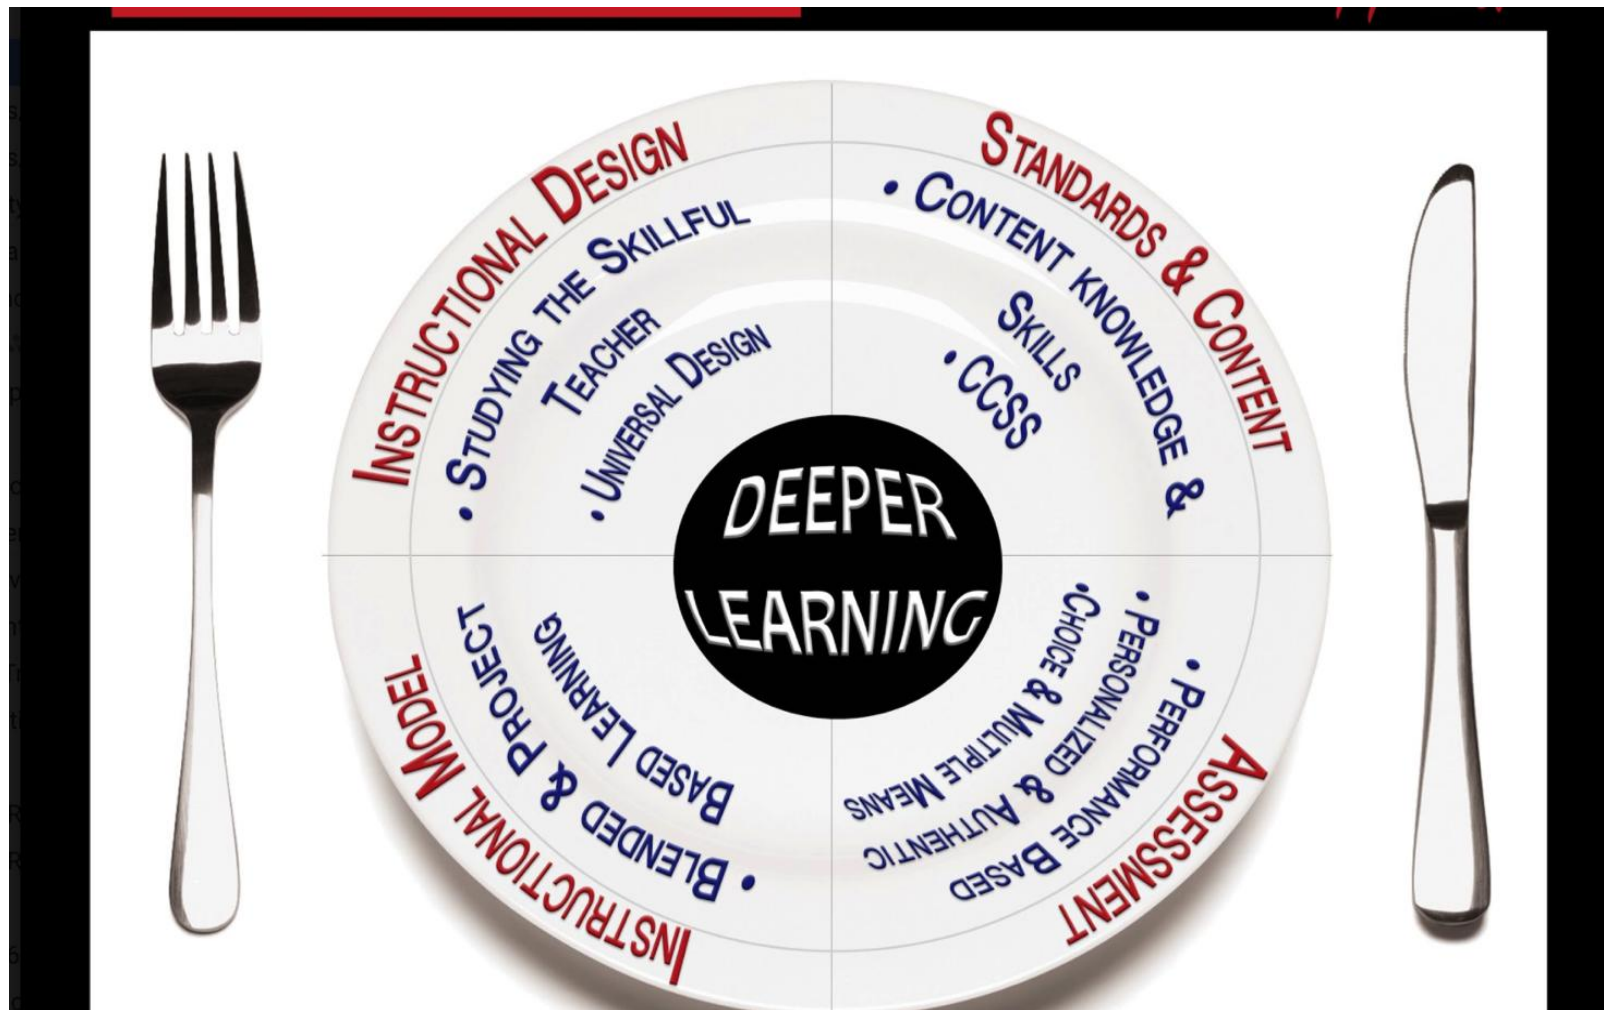 INSTRUCTIONAL DESIGN
• STUDYING THE SKILLFUL
TEACHER
• UNIVERSAL DESIGN
STANDARDS & CONTENT
• CONTENT KNOWLEDGE &
SKILLS
• CCSS
DEEPER
LEARNING
INSTRUCTIONAL MODEL
• BLENDED & PROJECT
BASED LEARNING
ASSESSMENT
• PERFORMANCE BASED
• PERSONALIZED & AUTHENTIC
• CHOICE & MULTIPLE MEANS